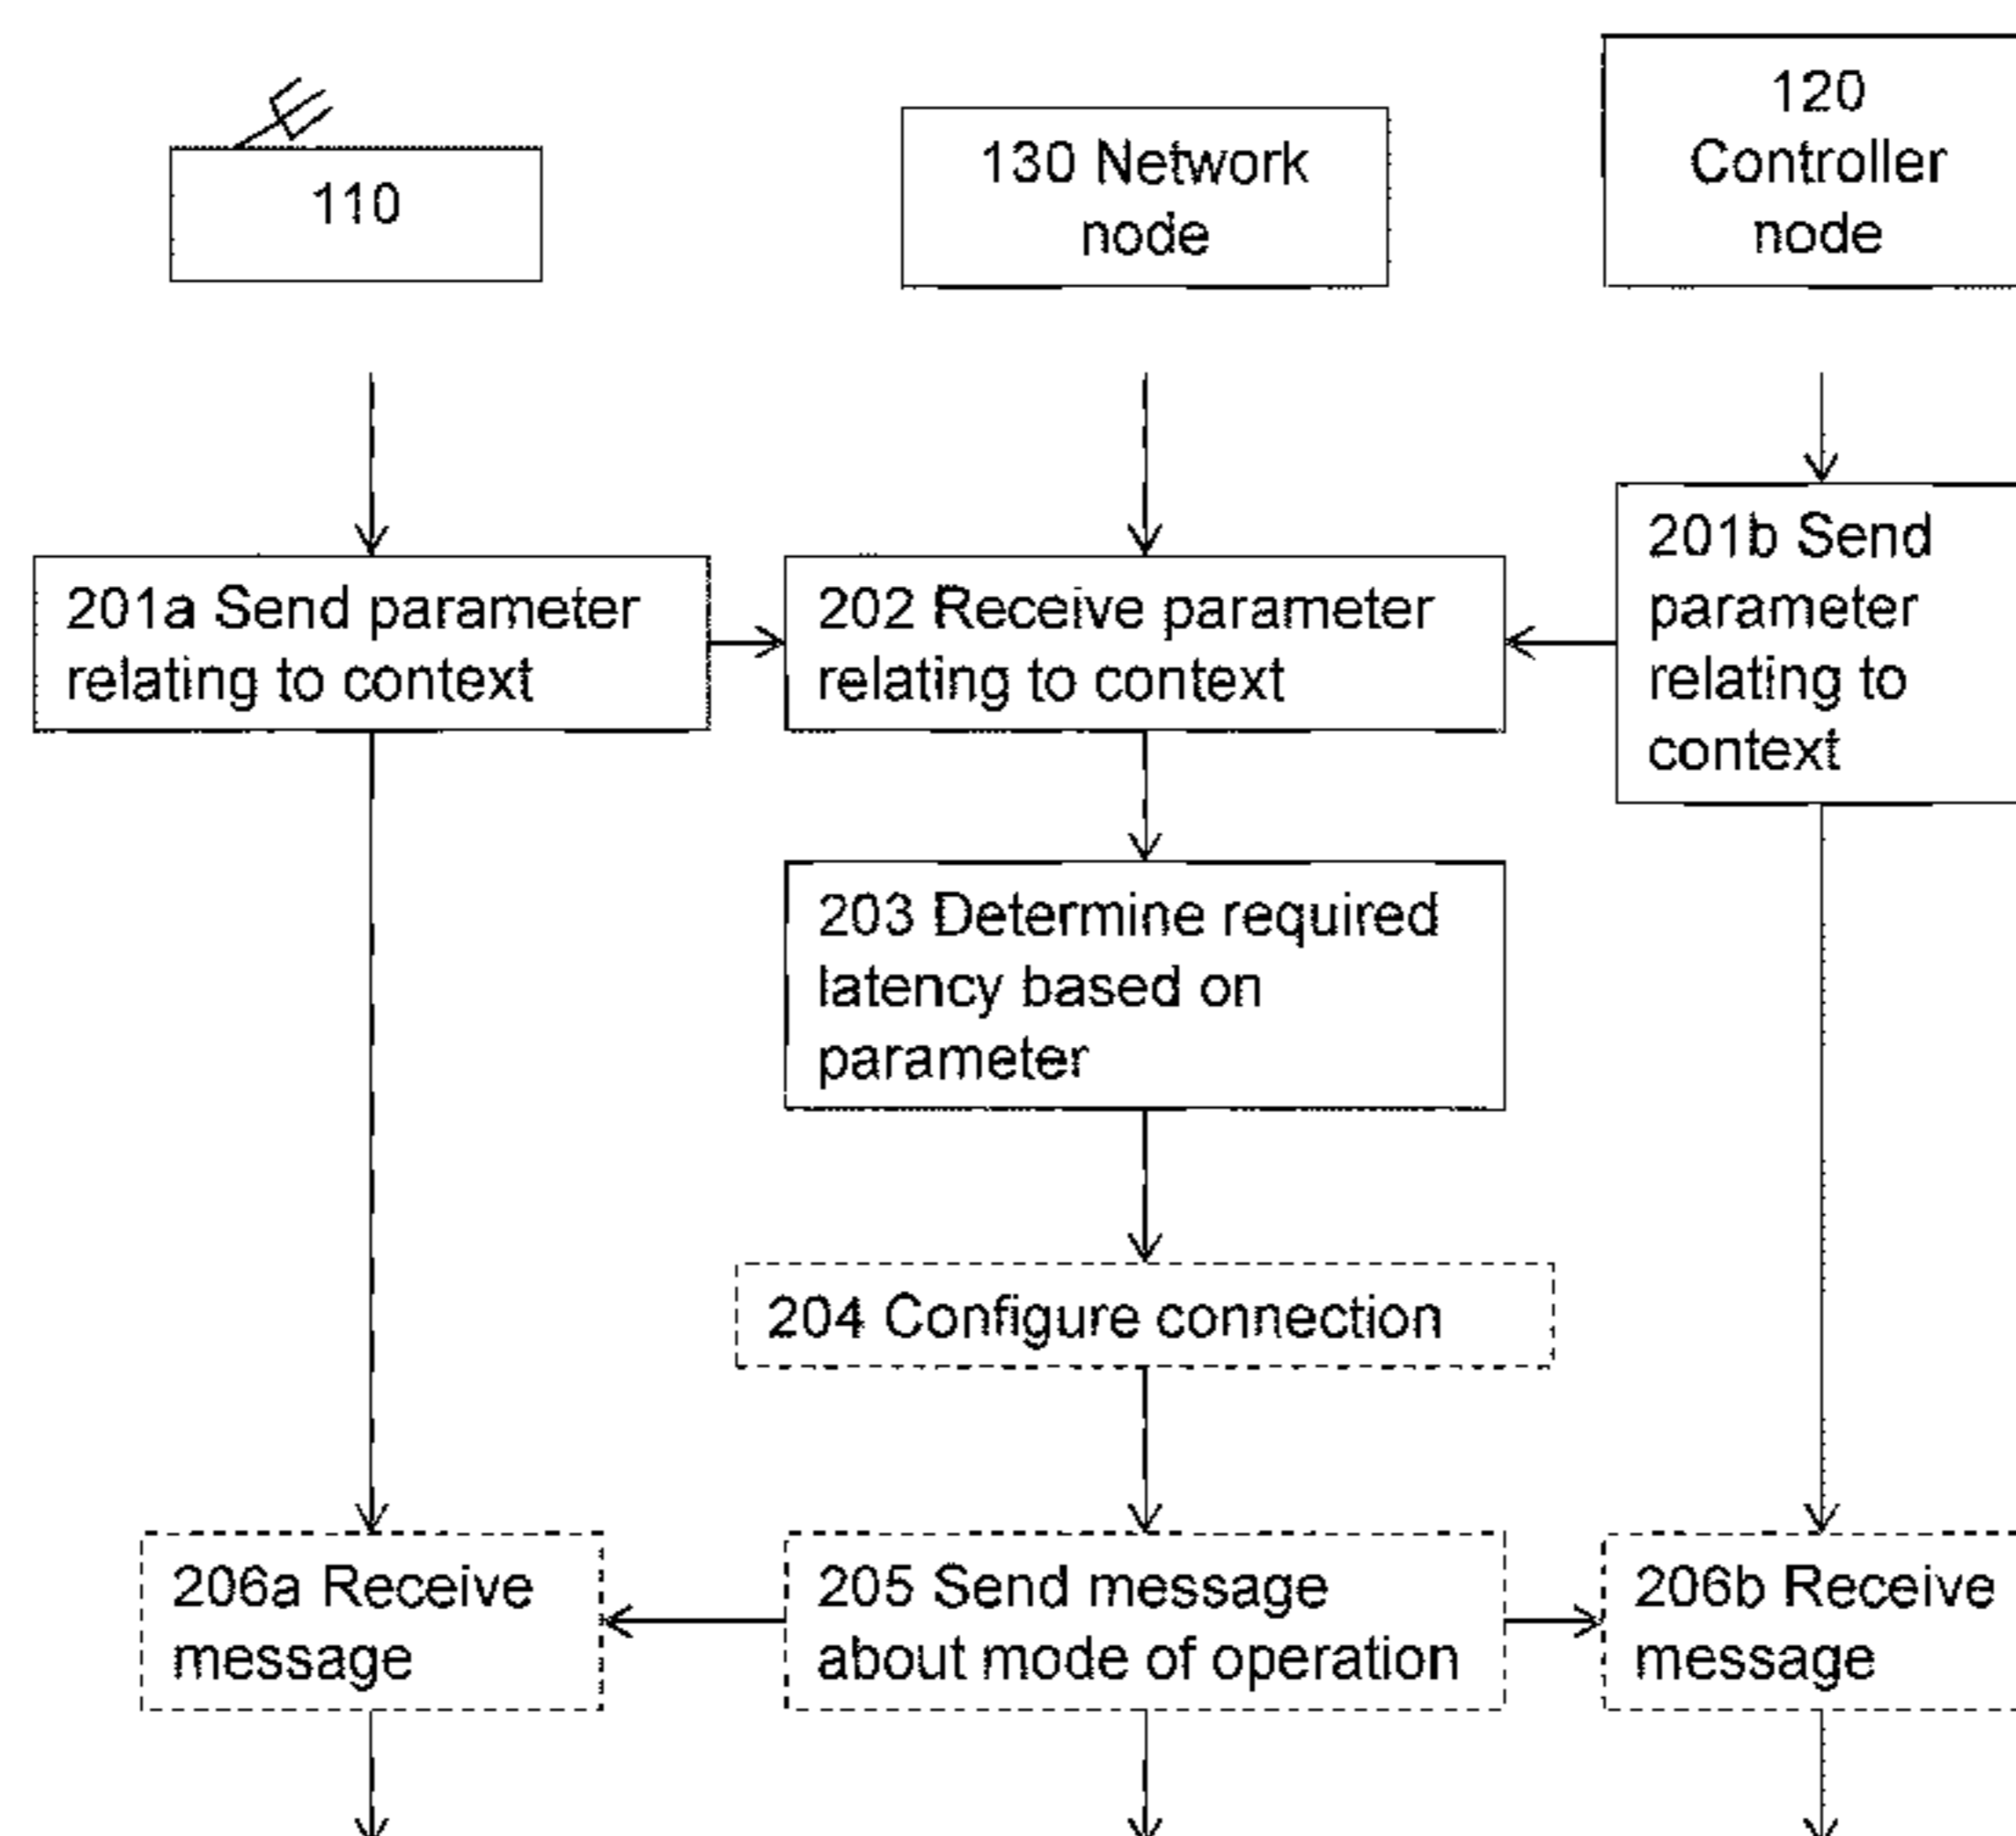 110
130 Network
node
120
Controller
node
201a Send parameter
relating to context
202 Receive parameter
relating to context
201b Send
parameter
relating to
context
203 Determine required
latency based on
parameter
204 Configure connection
206a Receive
message
205 Send message
about mode of operation
206b Receive
message